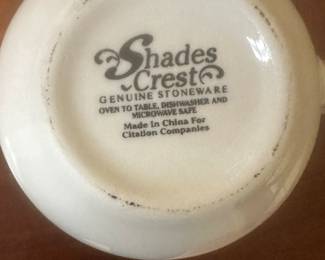 Shades
Crest
GENUINE STONEWARE
OVEN TO TABLE, DISHWASHER AND
MICROWAVE SAFE
Made in China For
Citation Companies